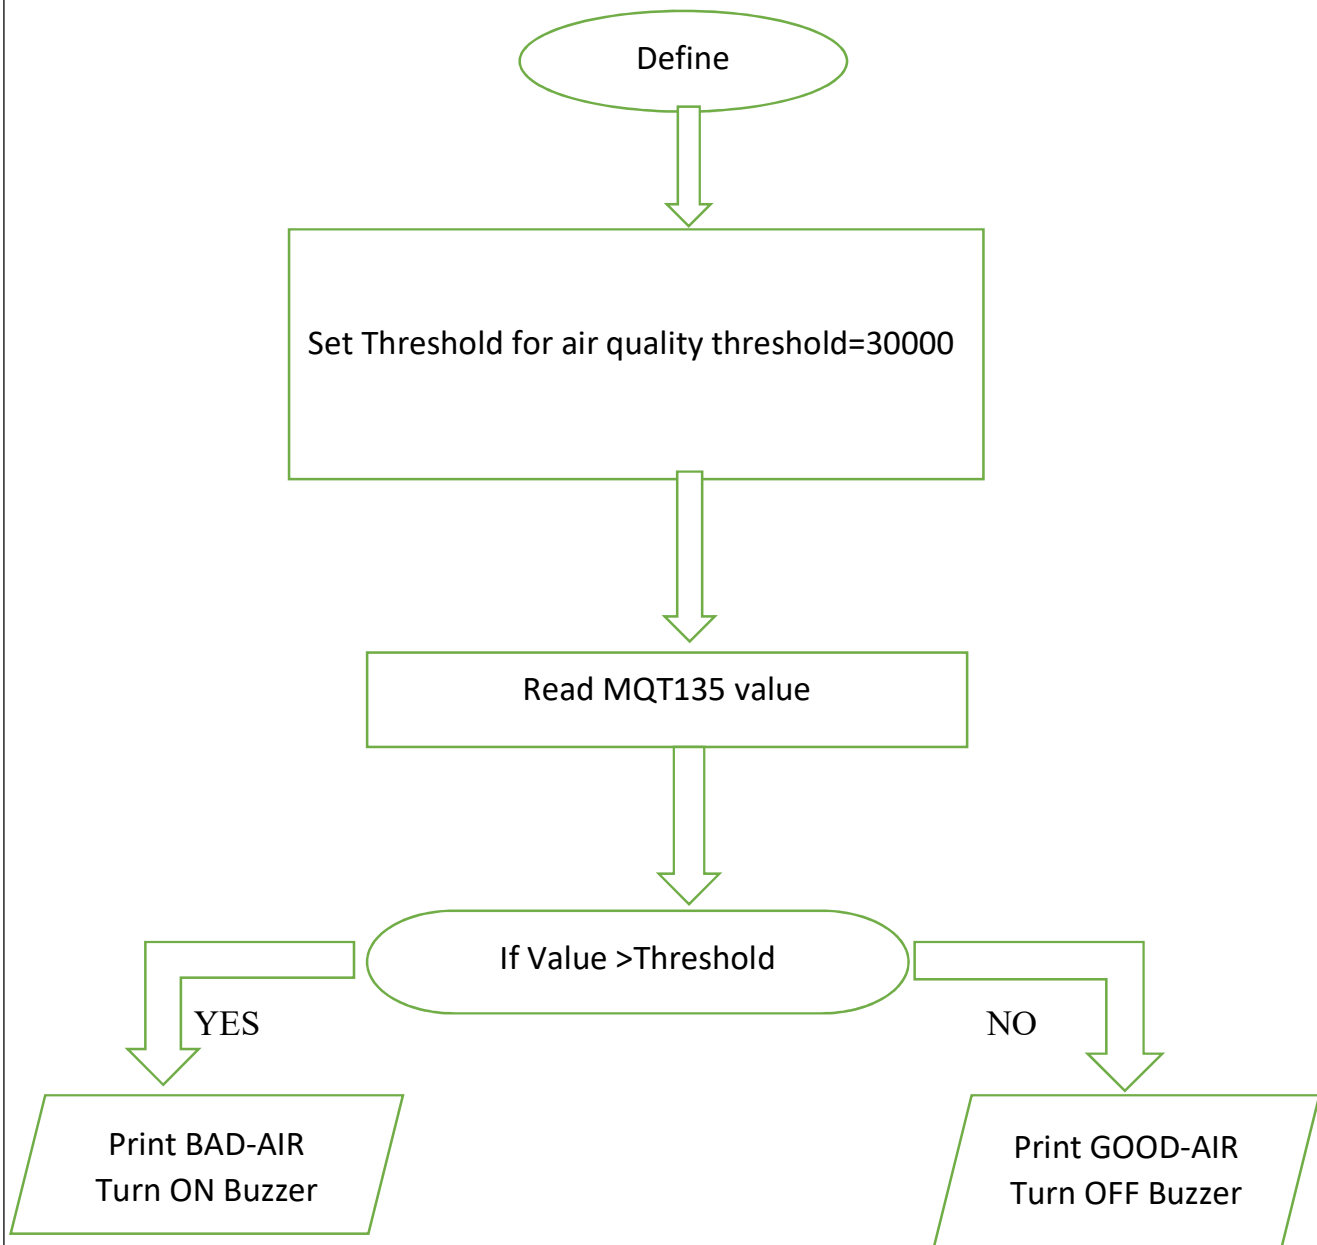 Define
Set Threshold for air quality threshold=30000
Read MQT135 value
If Value >Threshold
YES
NO
Print BAD-AIR
Turn ON Buzzer
Print GOOD-AIR
Turn OFF Buzzer